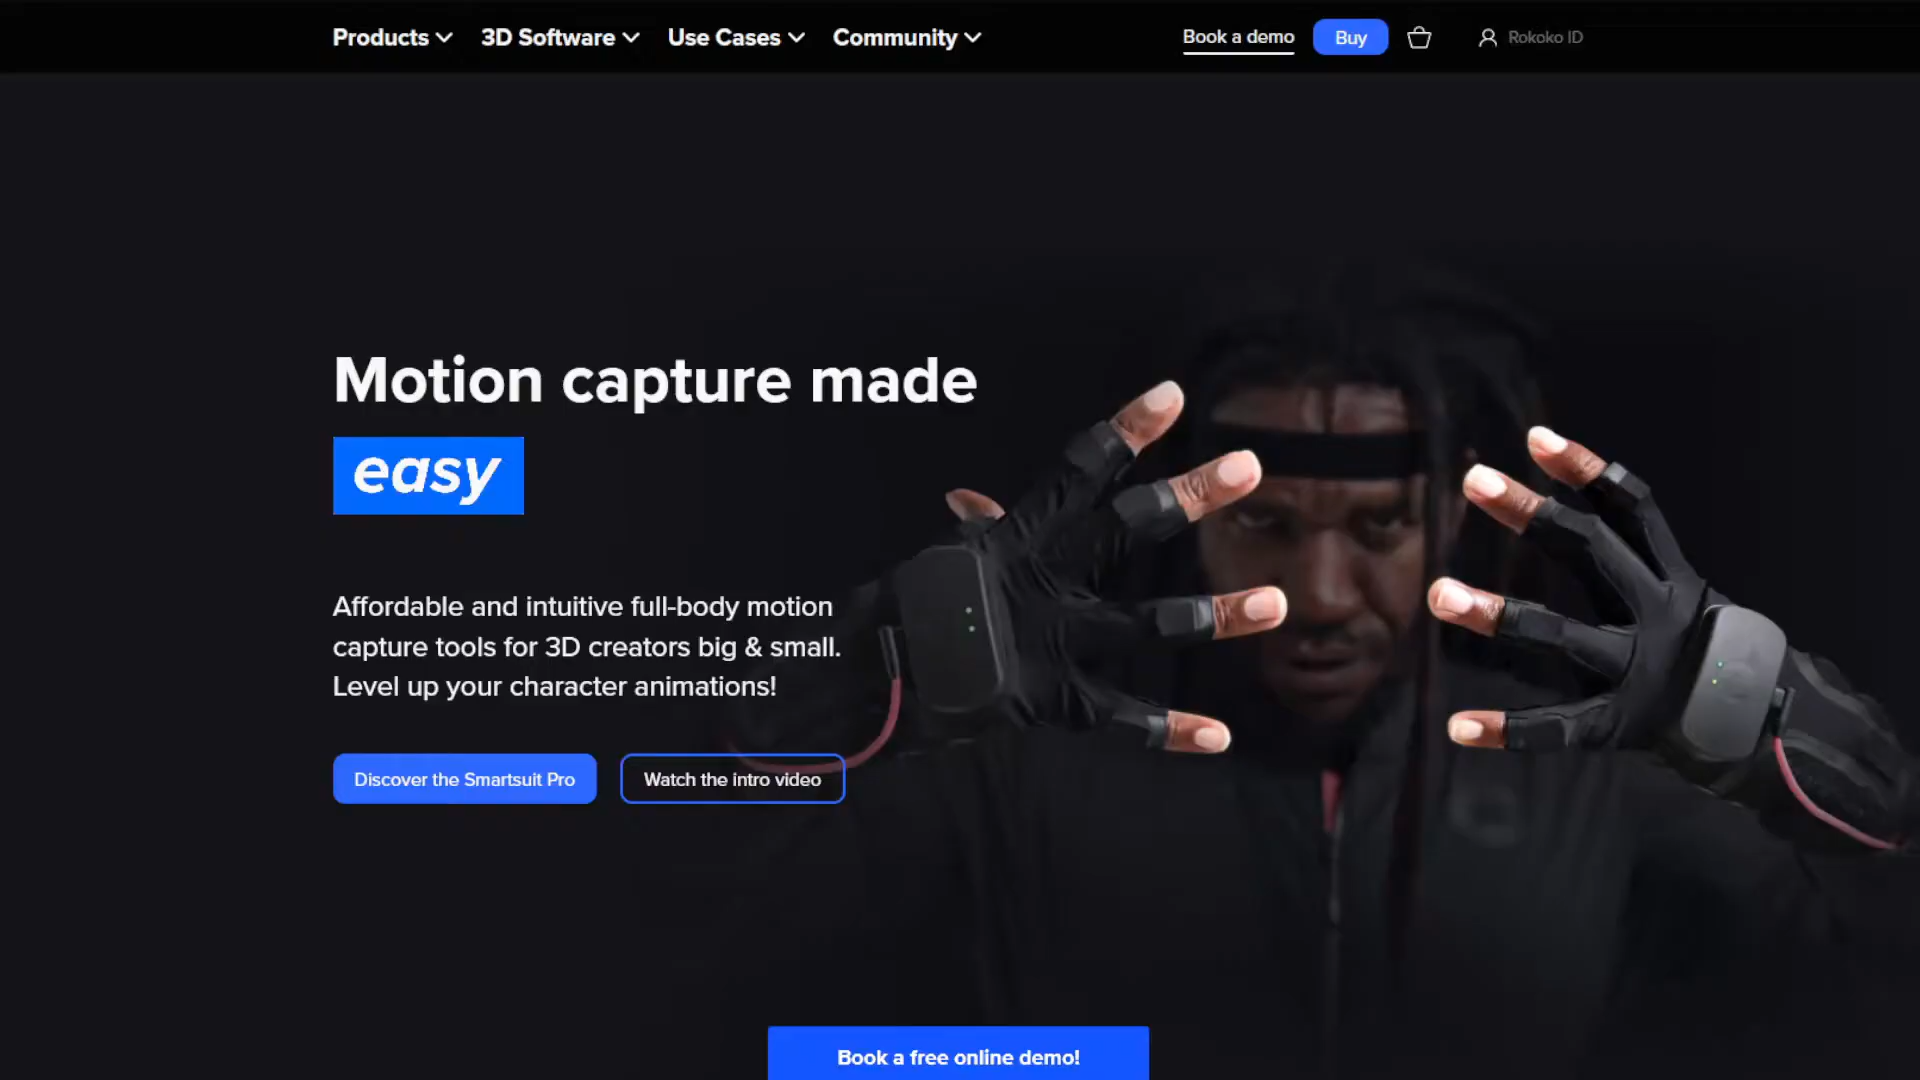 Products
3D Software
Use Cases
Community
Book a demo
Buy
Rokoko ID
Motion capture made
easy
Affordable and intuitive full-body motion
capture tools for 3D creators big & small.
Level up your character animations!
Discover the Smartsuit Pro
Watch the intro video
Book a free online demo!